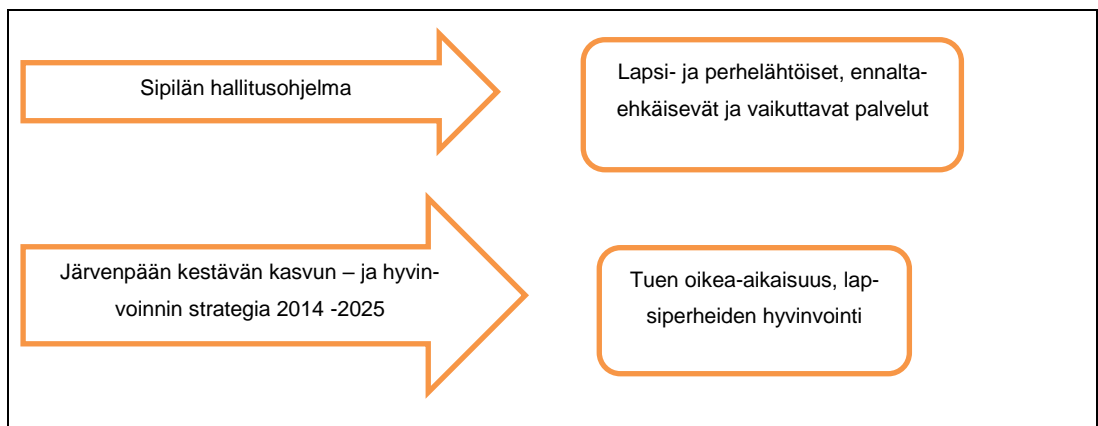 Sipilän hallitusohjelma
Lapsi- ja perhelähtöiset, ennalta-
ehkäisevät ja vaikuttavat palvelut
Järvenpään kestävän kasvun – ja hyvin-
voinnin strategia 2014 -2025
Tuen oikea-aikaisuus, lap-
siperheiden hyvinvointi